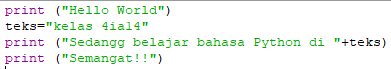 print ("Hello World")
teks="kelas 4ia14"
print ("Sedangg belajar bahasa Python di "+teks)
print ("Semangat!!")